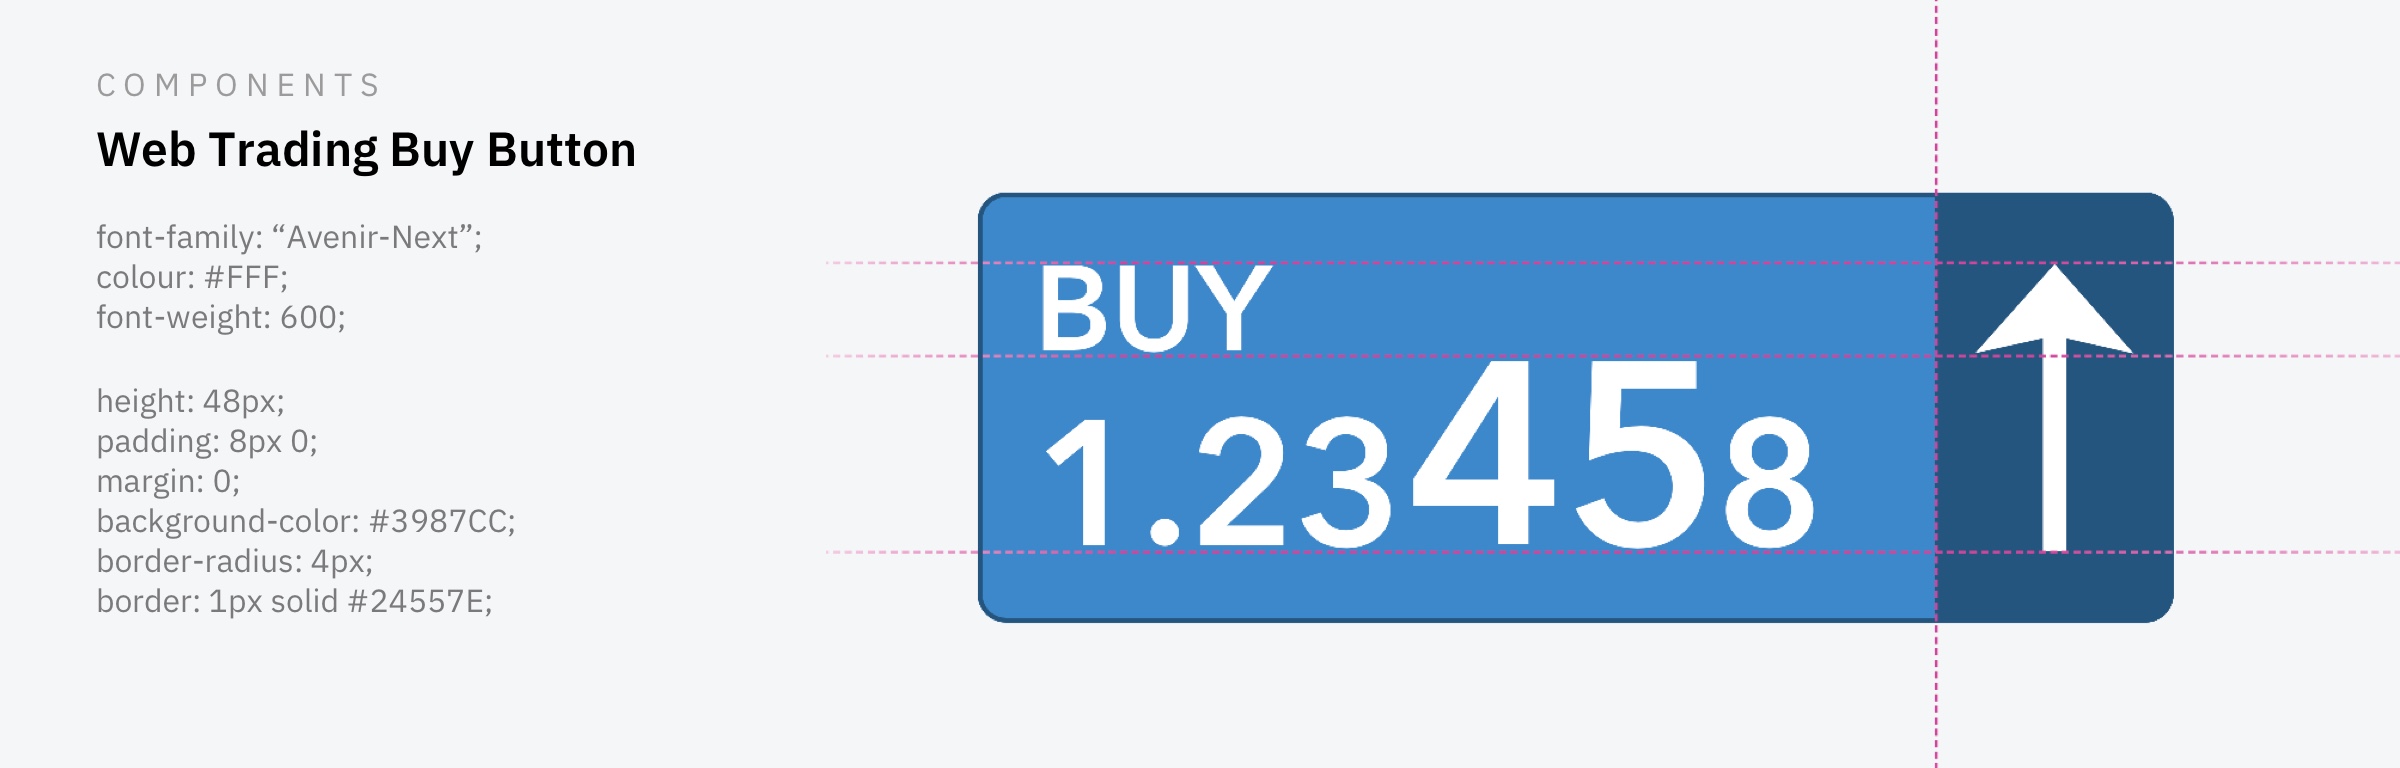 COMPONENTS
Web Trading Buy Button
font-family: “Avenir-Next”;
colour: #FFF;
font-weight: 600;
height: 48px;
padding: 8px 0;
margin: 0;
background-color: #3987CC;
border-radius: 4px;
border: 1px solid #24557E;
BUY
1.23458